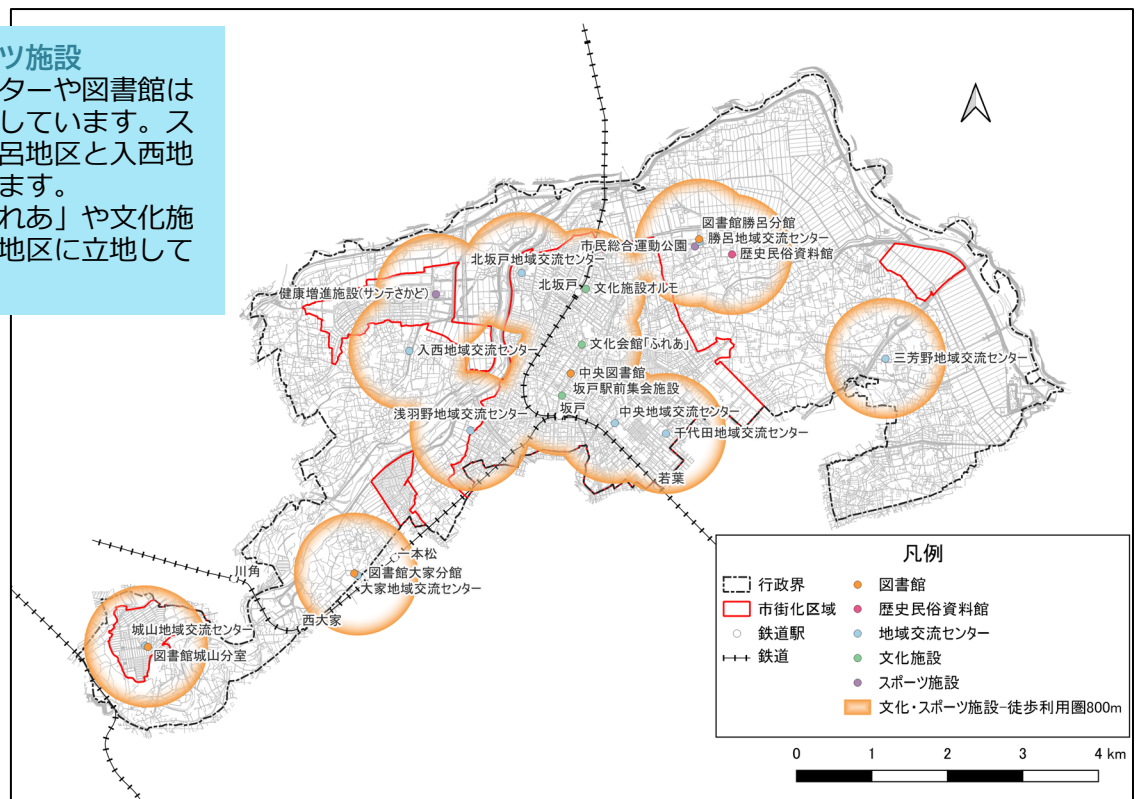 ツ施設
ターや図書館は
しています。ス
呂地区と入西地
ます。
れあ」や文化施
地区に立地して
図書館勝呂分館
市民総合運動公園
勝呂地域交流センター
歴史民俗資料館
北坂戸地域交流センター
北坂戸
文化施設オルモ
健康増進施設(サンテさかど)
入西地域交流センター
文化会館「ふれあ」
三芳野地域交流センター
中央図書館
坂戸駅前集会施設
坂戸
浅羽野地域交流センター
中央地域交流センター
千代田地域交流センター
若葉
一本松
川角
図書館大家分館
大家地域交流センター
西大家
城山地域交流センター
図書館城山分室
凡例
行政界
市街化区域
鉄道駅
鉄道
図書館
歴史民俗資料館
地域交流センター
文化施設
スポーツ施設
文化・スポーツ施設-徒歩利用圏800m
0 1 2 3 4 km